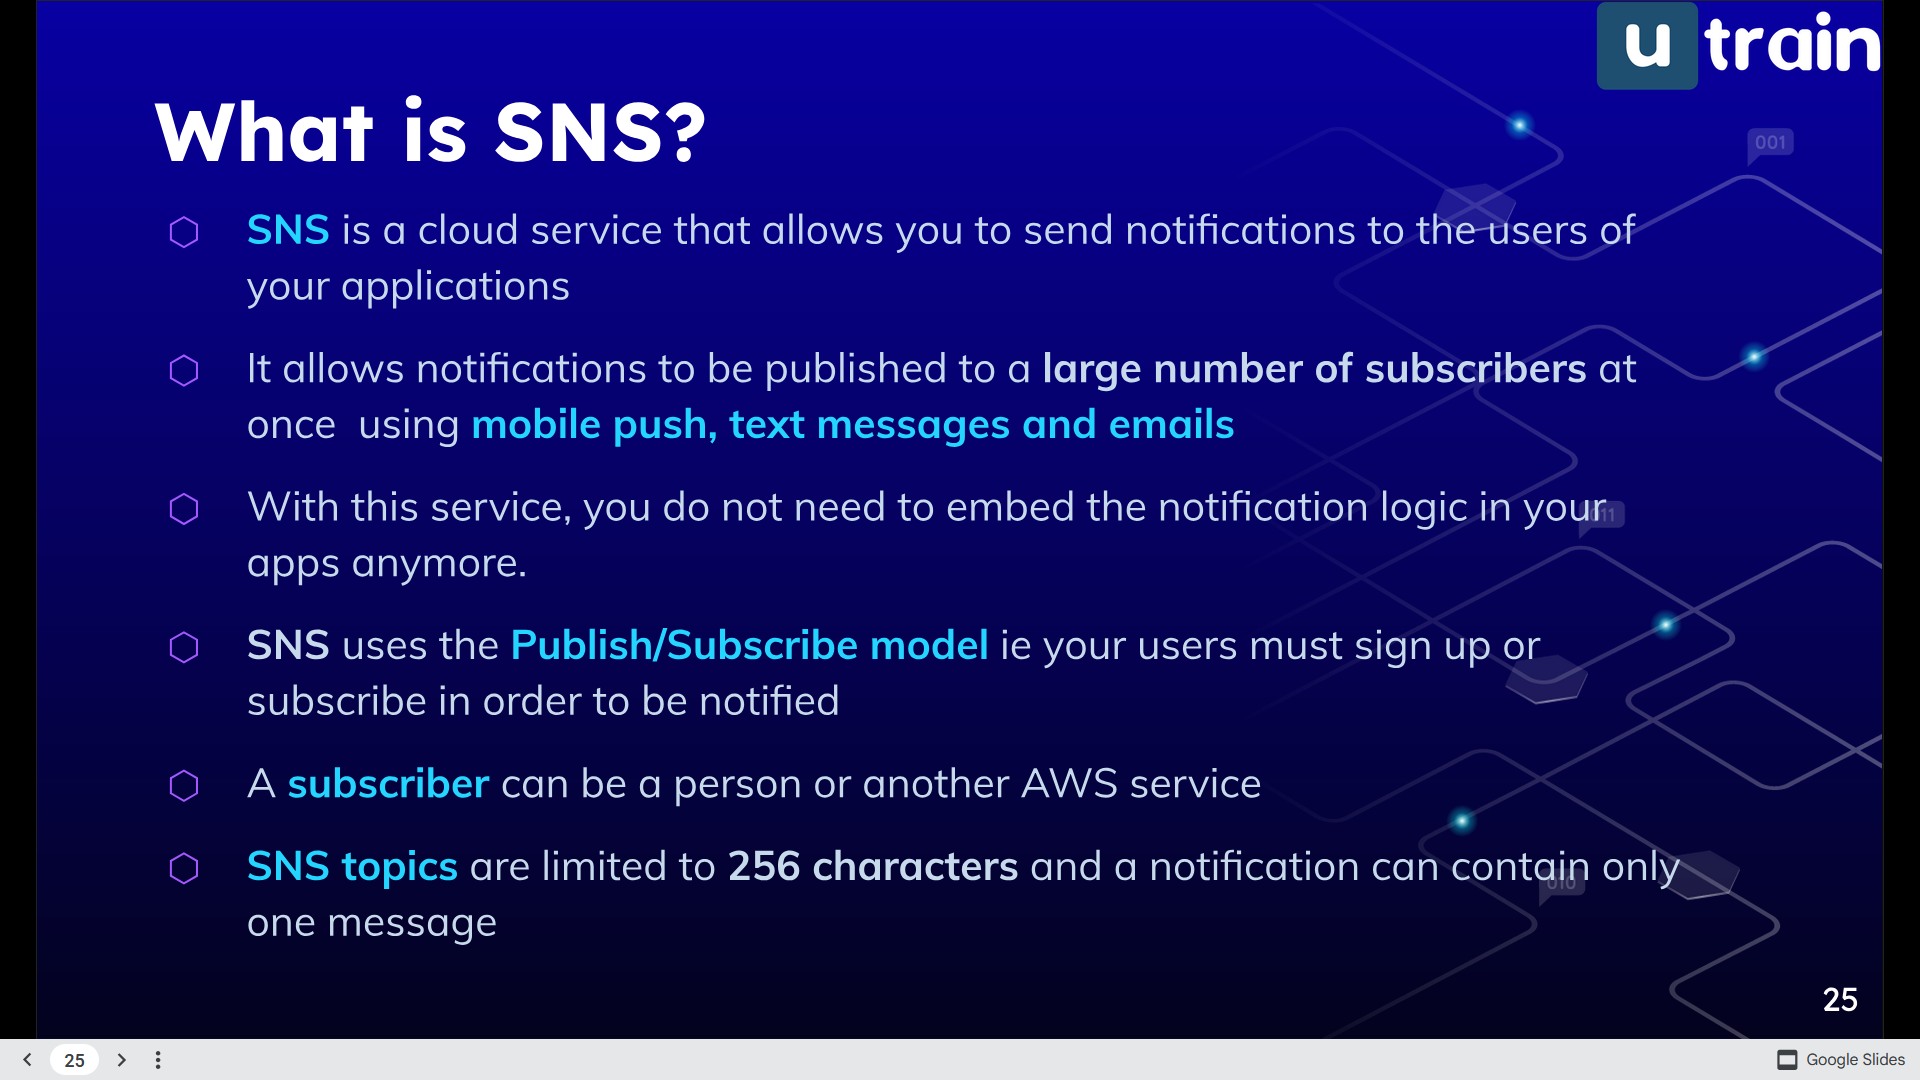 u train
001
What is SNS?
SNS is a cloud service that allows you to send notifications to the users of
your applications
It allows notifications to be published to a large number of subscribers at
once  using mobile push, text messages and emails
With this service, you do not need to embed the notification logic in your
011
apps anymore.
SNS uses the Publish/Subscribe model ie your users must sign up or
subscribe in order to be notified
A subscriber can be a person or another AWS service
SNS topics are limited to 256 characters and a notification can contain only
010
one message
25
25
Google Slides